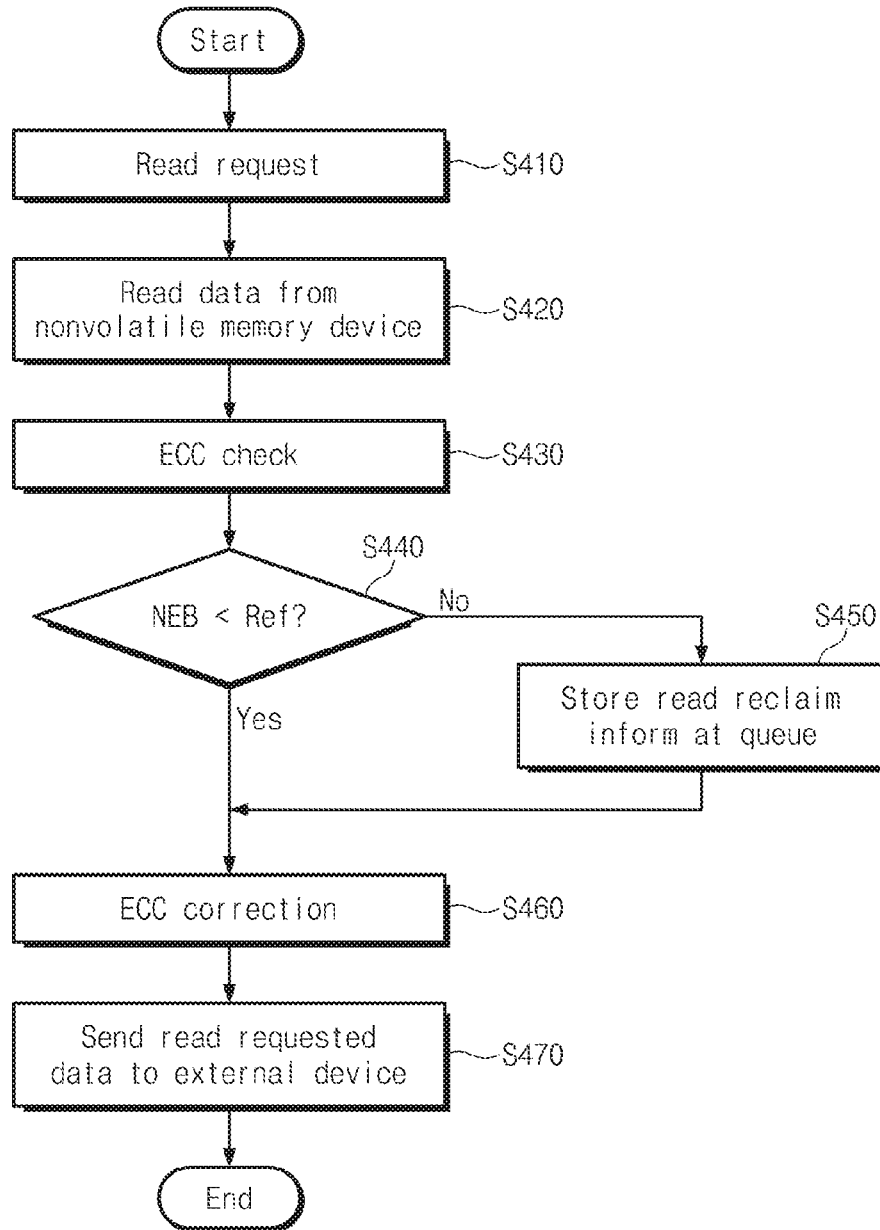 Start
Read request
S410
Read data from
nonvolatile memory device
S420
ECC check
S430
S440
NEB < Ref?
No
Yes
S450
Store read reclaim
inform at queue
ECC correction
S460
Send read requested
data to external device
S470
End